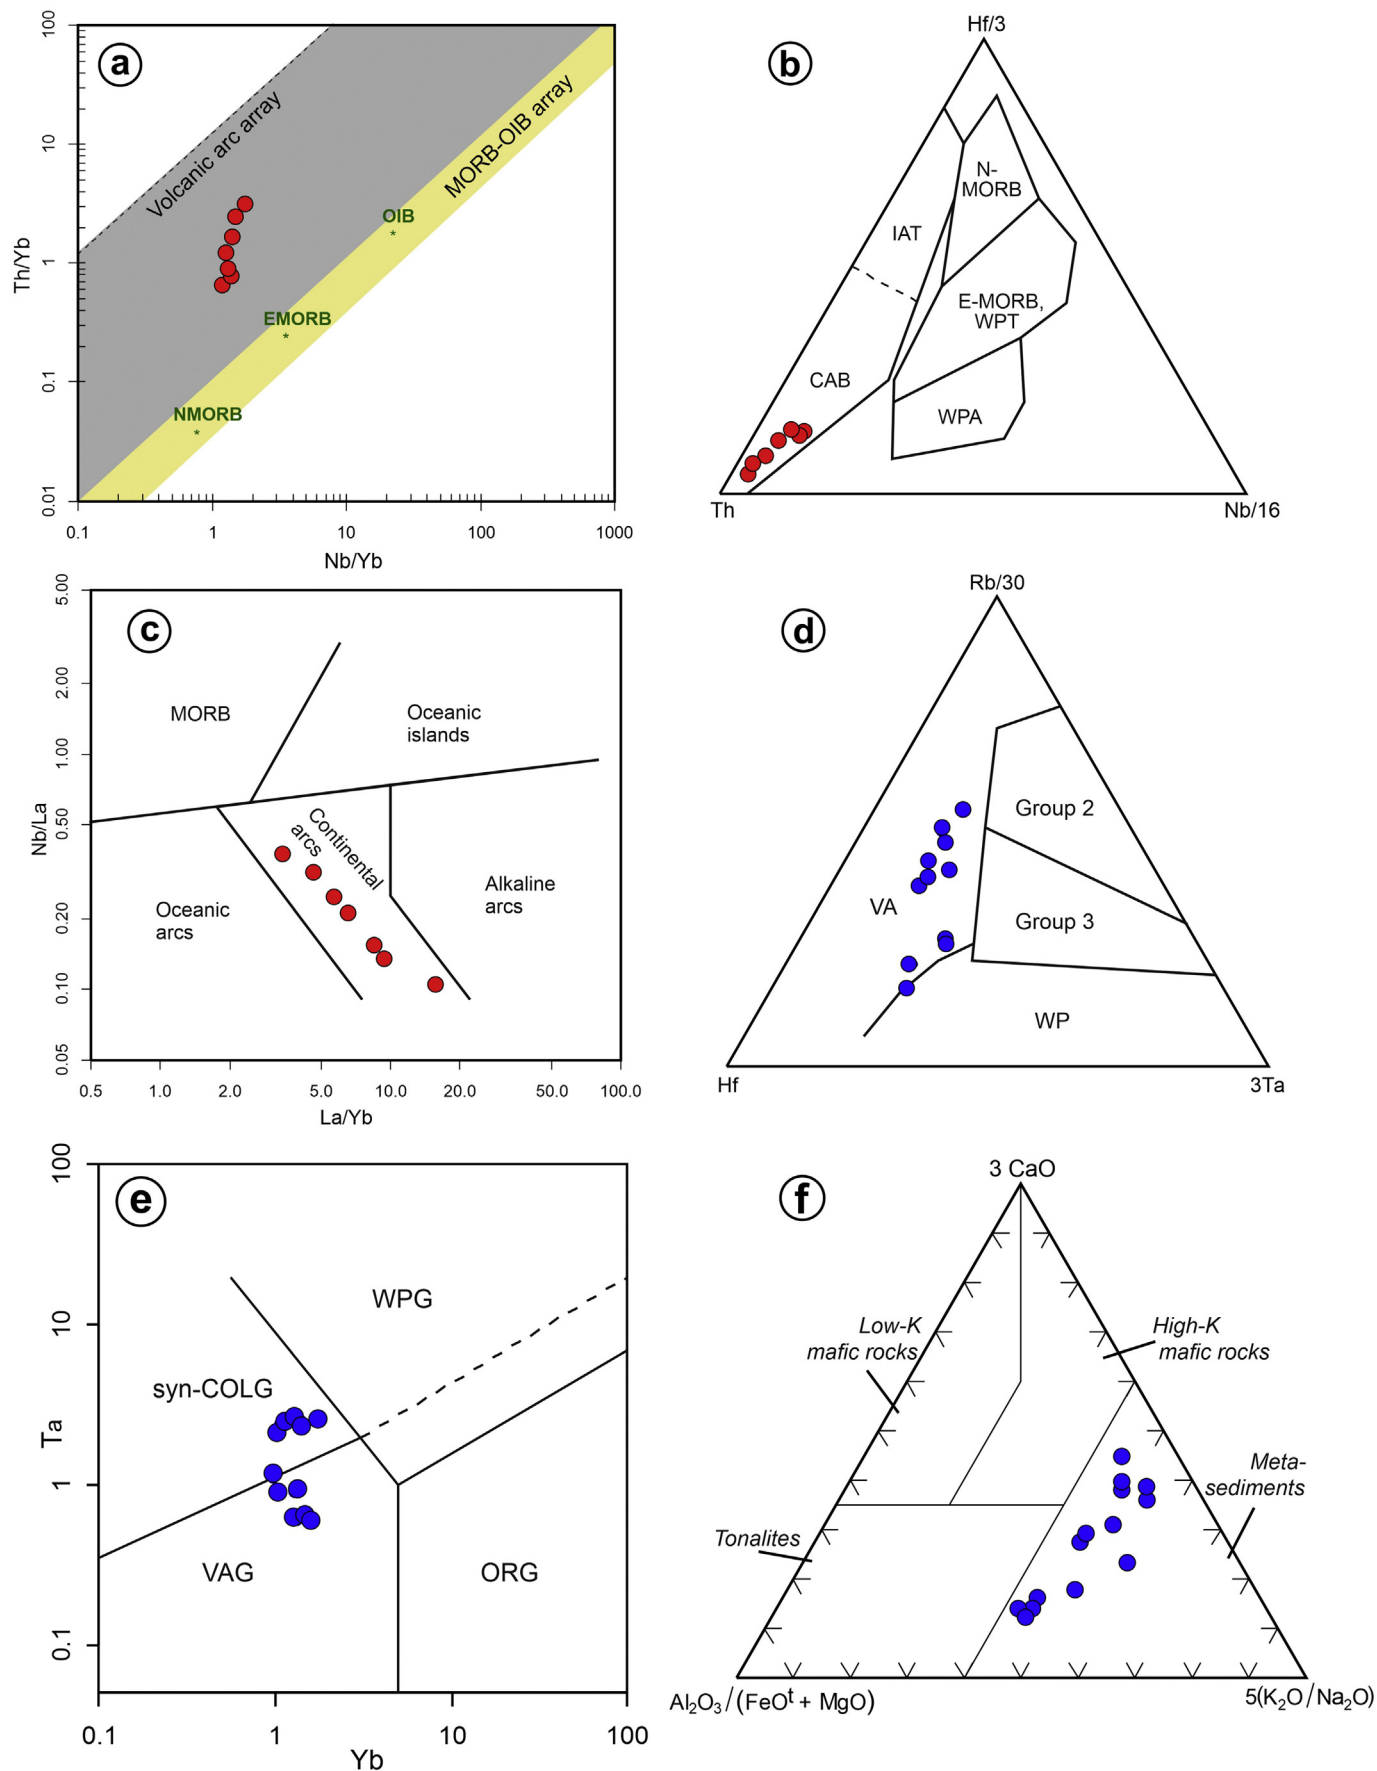 a
100
10
1
0.1
0.01
Th/Yb
Volcanic arc array
MORB-OIB array
OIB
*
EMORB
*
NMORB
*
0.1
1
10
100
1000
Nb/Yb
b
Hf/3
N-
MORB
IAT
E-MORB,
WPT
CAB
WPA
Th
Nb/16
c
5.00
2.00
1.00
0.50
0.20
0.10
0.05
Nb/La
MORB
Oceanic
islands
Continental
arcs
Oceanic
arcs
Alkaline
arcs
0.5
1.0
2.0
5.0
10.0
20.0
50.0
100.0
La/Yb
d
Rb/30
Group 2
VA
Group 3
WP
Hf
3Ta
e
100
10
1
0.1
Ta
WPG
syn-COLG
VAG
ORG
0.1
1
10
100
Yb
f
3 CaO
Low-K
mafic rocks
High-K
mafic rocks
Meta-
sediments
Tonalites
Al₂O₃/(FeOᵗ + MgO)
5(K₂O/Na₂O)